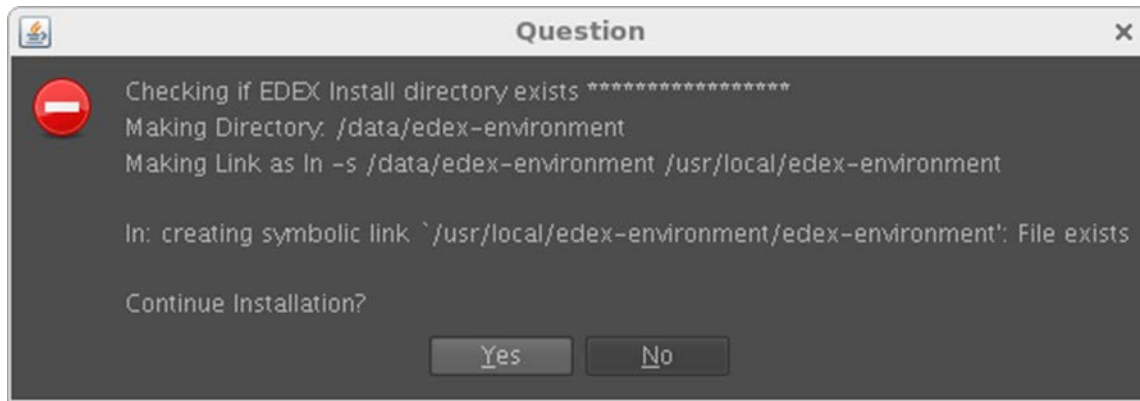 Question
Checking if EDEX Install directory exists *****************
Making Directory: /data/edex-environment
Making Link as ln -s /data/edex-environment /usr/local/edex-environment
ln: creating symbolic link `/usr/local/edex-environment/edex-environment': File exists
Continue Installation?
Yes
No